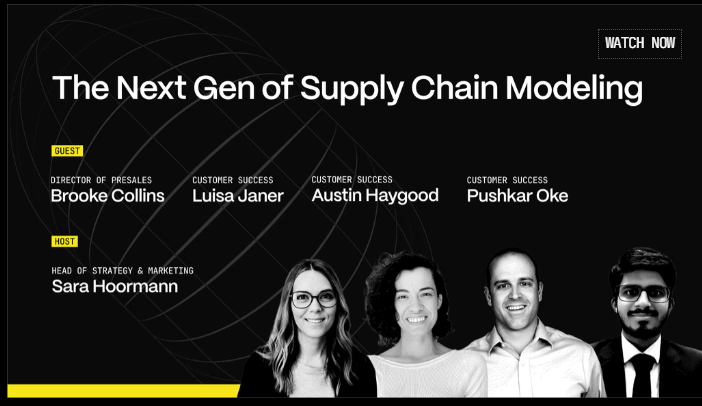 WATCH NOW
The Next Gen of Supply Chain Modeling
GUEST
DIRECTOR OF PRESALES
Brooke Collins
CUSTOMER SUCCESS
Luisa Janer
CUSTOMER SUCCESS
Austin Haygood
CUSTOMER SUCCESS
Pushkar Oke
HOST
HEAD OF STRATEGY & MARKETING
Sara Hoormann